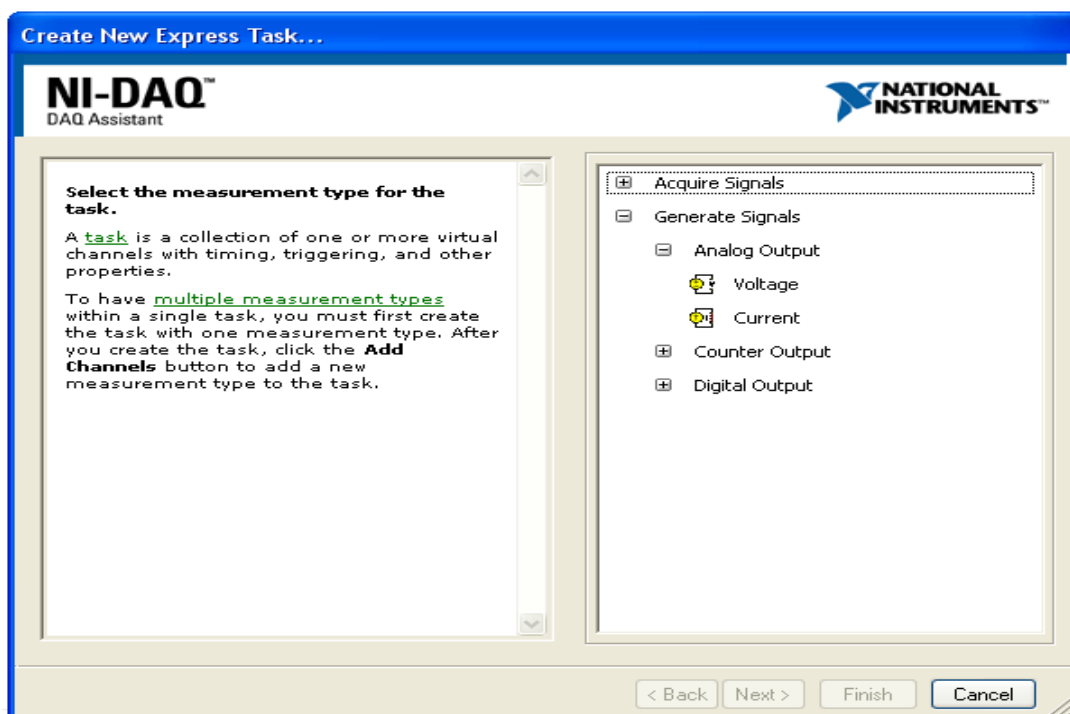 Create New Express Task...
NI-DAQ™
DAQ Assistant
NATIONAL
INSTRUMENTS™
Select the measurement type for the
task.
A task is a collection of one or more virtual
channels with timing, triggering, and other
properties.
To have multiple measurement types
within a single task, you must first create
the task with one measurement type. After
you create the task, click the Add
Channels button to add a new
measurement type to the task.
Acquire Signals
Generate Signals
Analog Output
Voltage
Current
Counter Output
Digital Output
< Back
Next >
Finish
Cancel